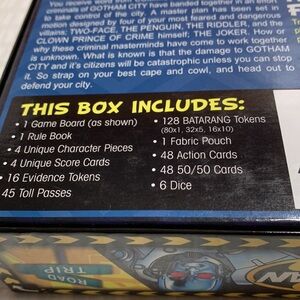 You receive word that
criminals of GOTHAM CITY have banded together in an effort
to take control of the city. A master plan has been set in
motion designed by four of your most feared and dangerous
villains; TWO-FACE, THE PENGUIN, THE RIDDLER, and the
CLOWN PRINCE OF CRIME himself; THE JOKER. How or
why these criminal masterminds have come to work together
is unknown. What is known is that the damage to GOTHAM
CITY and it's citizens will be catastrophic unless you can stop
it. So strap on your best cape and cowl, and head out to
defend your city.
THIS BOX INCLUDES:
• 1 Game Board (as shown)
• 1 Rule Book
• 4 Unique Character Pieces
• 4 Unique Score Cards
• 16 Evidence Tokens
45 Toll Passes
• 128 BATARANG Tokens
(80x1, 32x5, 16x10)
• 1 Fabric Pouch
• 48 Action Cards
• 48 50/50 Cards
• 6 Dice
ROAD
TRIP